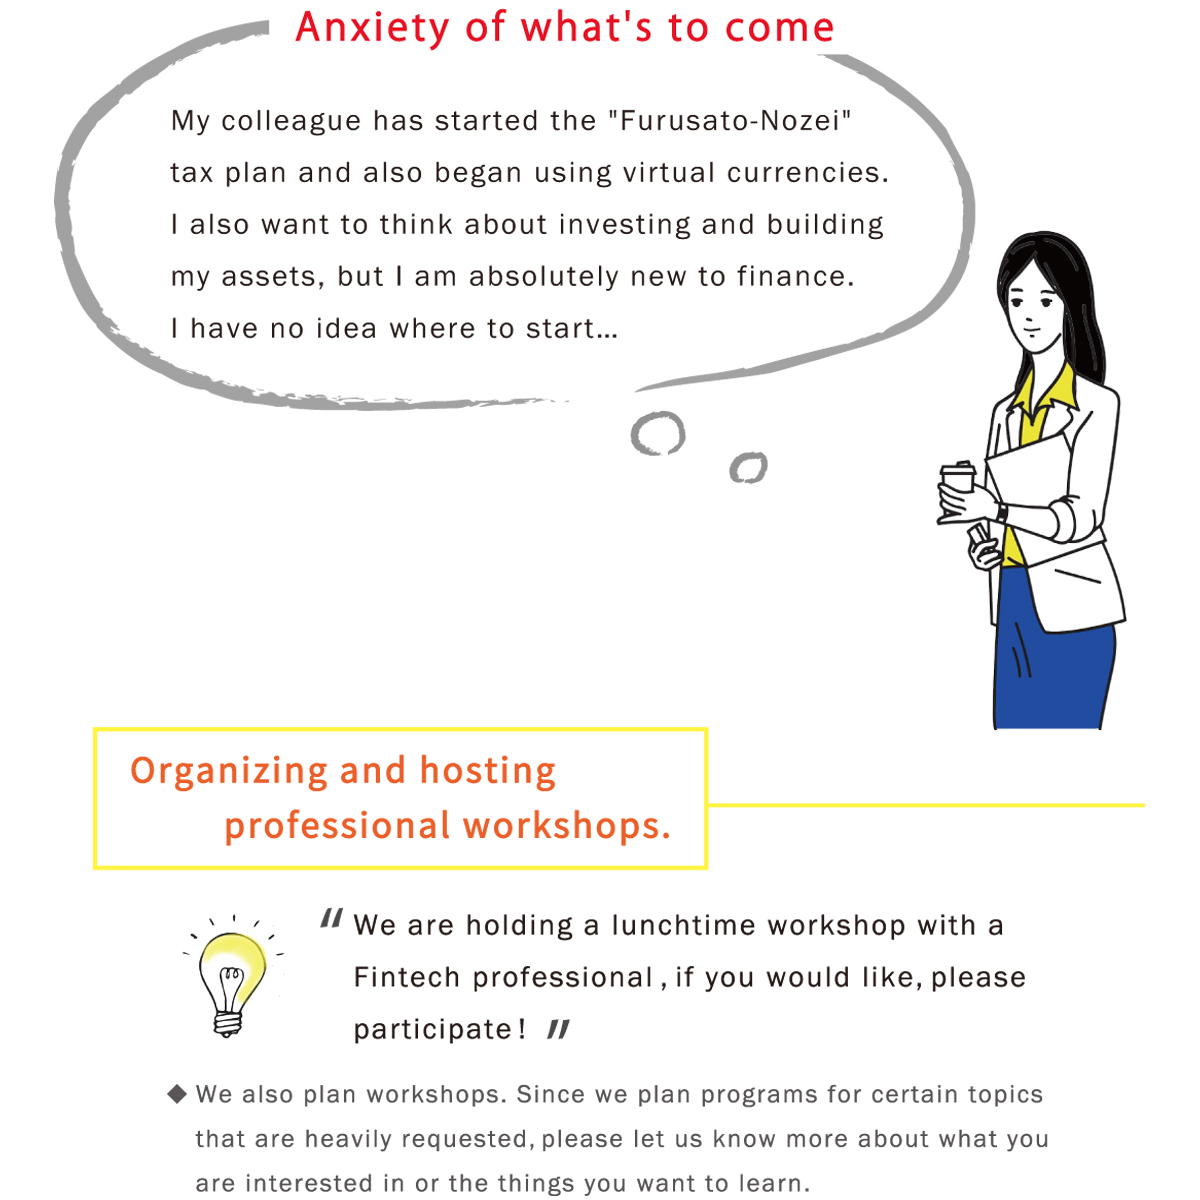 Anxiety of what's to come
My colleague has started the "Furusato-Nozei"
tax plan and also began using virtual currencies.
I also want to think about investing and building
my assets, but I am absolutely new to finance.
I have no idea where to start...
Organizing and hosting
professional workshops.
"We are holding a lunchtime workshop with a
Fintech professional, if you would like, please
participate! "
◆ We also plan workshops. Since we plan programs for certain topics
that are heavily requested, please let us know more about what you
are interested in or the things you want to learn.